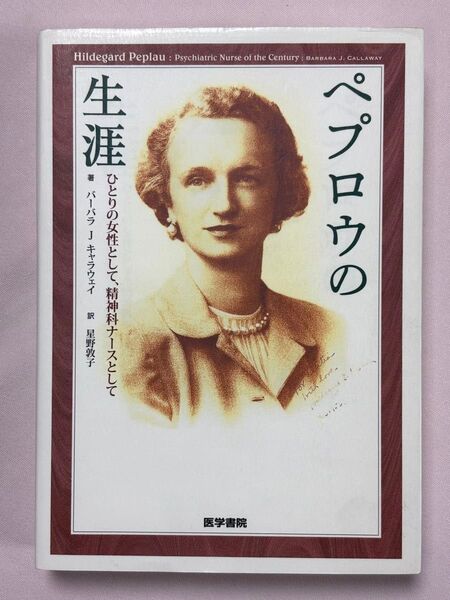 Hildegard Peplau : Psychiatric Nurse of the Century ; BARBARA J. CALLAWAY
ペプロウの
生涯
ひとりの女性として、精神科ナースとして
著 バーバラ J キャラウェイ 訳 星野敦子
医学書院